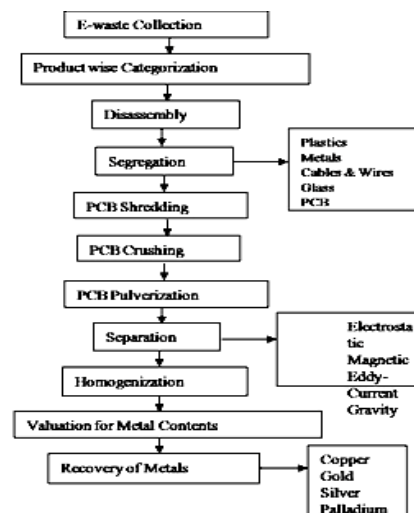 E-waste Collection
Product wise Categorization
Disassembly
Segregation
Plastics
Metals
Cables & Wires
Glass
PCB
PCB Shredding
PCB Crushing
PCB Pulverization
Separation
Electrosta
tic
Magnetic
Eddy-
Current
Gravity
Homogenization
Valuation for Metal Contents
Recovery of Metals
Copper
Gold
Silver
Palladium